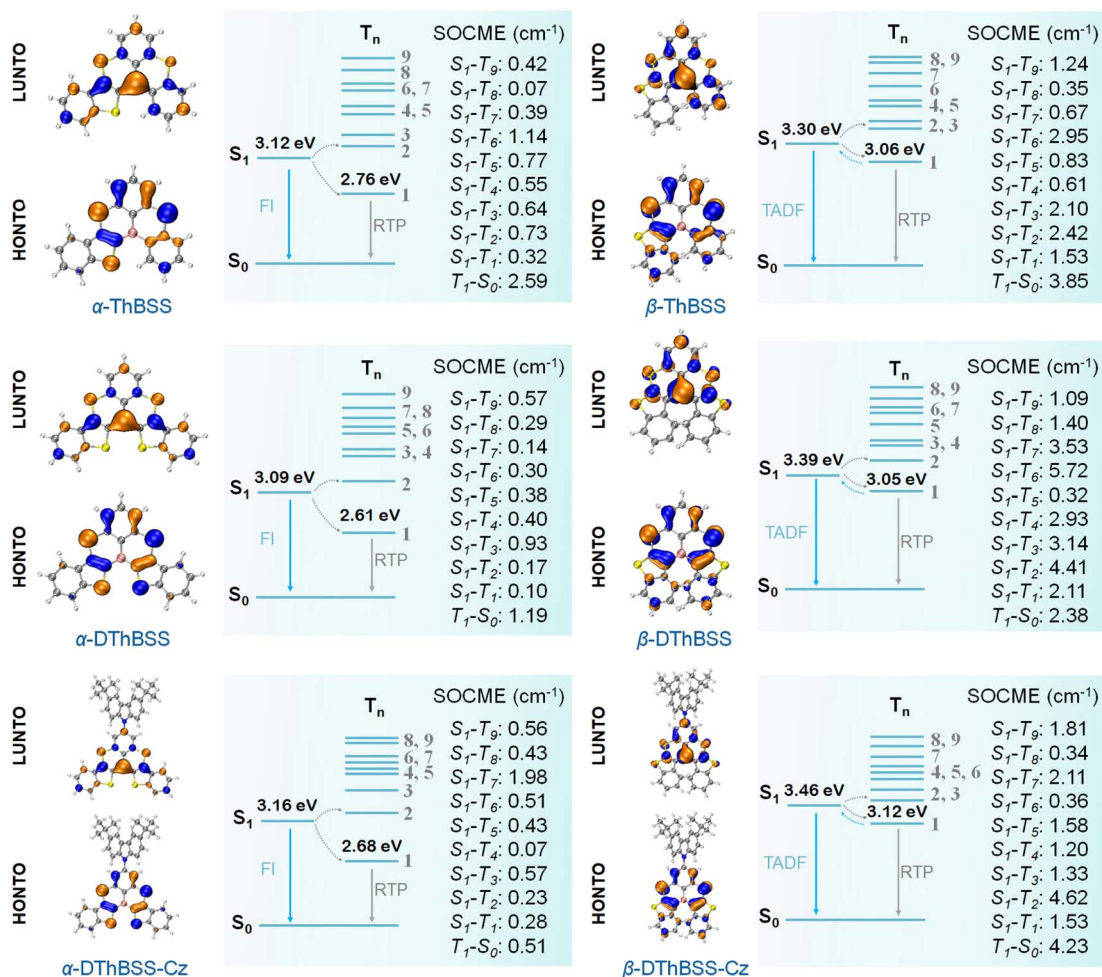 LUNTO
HONTO
α-ThBSS
Tn
SOCME (cm-1)
9
8
6, 7
4, 5
3
2
1
S1
3.12 eV
2.76 eV
FI
RTP
S0
S1-T9: 0.42
S1-T8: 0.07
S1-T7: 0.39
S1-T6: 1.14
S1-T5: 0.77
S1-T4: 0.55
S1-T3: 0.64
S1-T2: 0.73
S1-T1: 0.32
T1-S0: 2.59
LUNTO
HONTO
β-ThBSS
Tn
SOCME (cm-1)
8, 9
7
6
4, 5
2, 3
1
S1
3.30 eV
3.06 eV
TADF
RTP
S0
S1-T9: 1.24
S1-T8: 0.35
S1-T7: 0.67
S1-T6: 2.95
S1-T5: 0.83
S1-T4: 0.61
S1-T3: 2.10
S1-T2: 2.42
S1-T1: 1.53
T1-S0: 3.85
LUNTO
HONTO
α-DThBSS
Tn
SOCME (cm-1)
9
7, 8
5, 6
3, 4
2
1
S1
3.09 eV
2.61 eV
FI
RTP
S0
S1-T9: 0.57
S1-T8: 0.29
S1-T7: 0.14
S1-T6: 0.30
S1-T5: 0.38
S1-T4: 0.40
S1-T3: 0.93
S1-T2: 0.17
S1-T1: 0.10
T1-S0: 1.19
LUNTO
HONTO
β-DThBSS
Tn
SOCME (cm-1)
8, 9
6, 7
5
3, 4
2
1
S1
3.39 eV
3.05 eV
TADF
RTP
S0
S1-T9: 1.09
S1-T8: 1.40
S1-T7: 3.53
S1-T6: 5.72
S1-T5: 0.32
S1-T4: 2.93
S1-T3: 3.14
S1-T2: 4.41
S1-T1: 2.11
T1-S0: 2.38
LUNTO
HONTO
α-DThBSS-Cz
Tn
SOCME (cm-1)
8, 9
6, 7
4, 5
3
2
1
S1
3.16 eV
2.68 eV
FI
RTP
S0
S1-T9: 0.56
S1-T8: 0.43
S1-T7: 1.98
S1-T6: 0.51
S1-T5: 0.43
S1-T4: 0.07
S1-T3: 0.57
S1-T2: 0.23
S1-T1: 0.28
T1-S0: 0.51
LUNTO
HONTO
β-DThBSS-Cz
Tn
SOCME (cm-1)
8, 9
7
4, 5, 6
2, 3
1
S1
3.46 eV
3.12 eV
TADF
RTP
S0
S1-T9: 1.81
S1-T8: 0.34
S1-T7: 2.11
S1-T6: 0.36
S1-T5: 1.58
S1-T4: 1.20
S1-T3: 1.33
S1-T2: 4.62
S1-T1: 1.53
T1-S0: 4.23